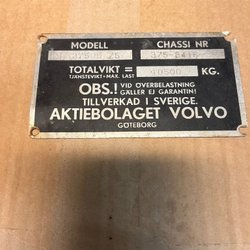 MODELL CHASSI NR
TOTALVIKT = 10500 KG.
TJÄNSTEVIKT + MAX. LAST
OBS.! VID ÖVERBELASTNING
GÄLLER EJ GARANTIN!
TILLVERKAD I SVERIGE.
AKTIEBOLAGET VOLVO
GÖTEBORG